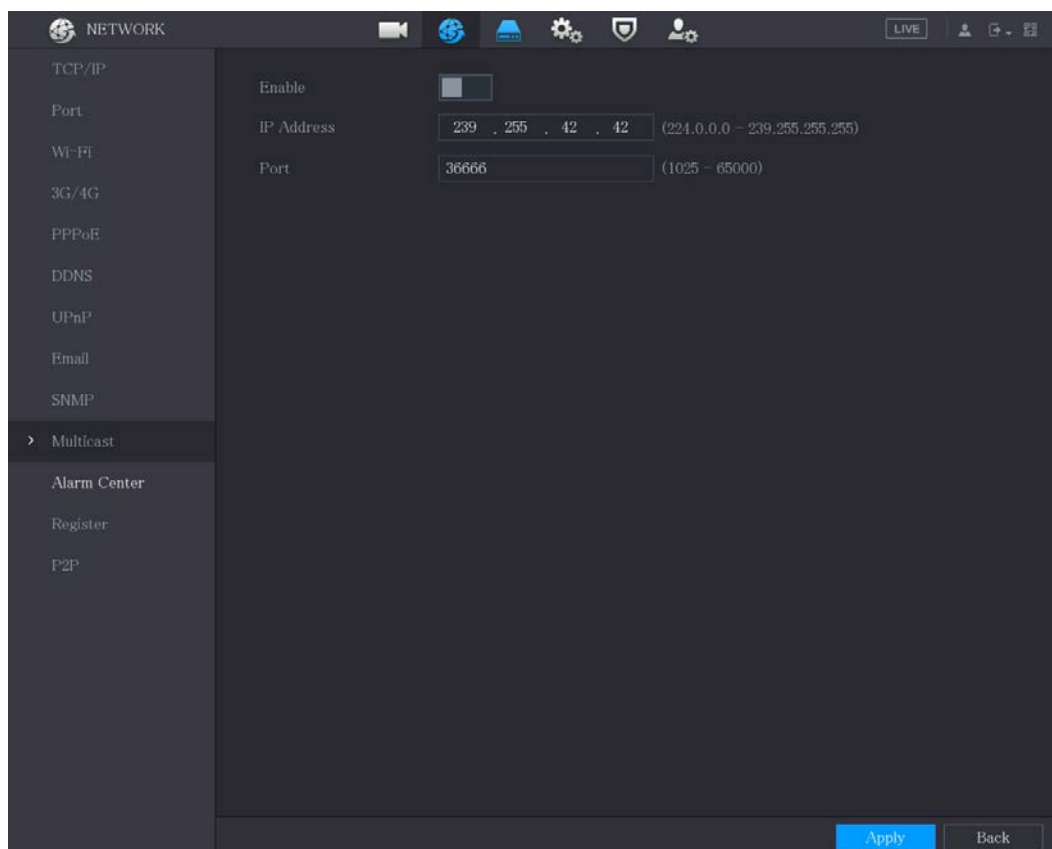 NETWORK
LIVE
TCP/IP
Port
Wi-Fi
3G/4G
PPPoE
DDNS
UPnP
Email
SNMP
Multicast
Alarm Center
Register
P2P
Enable
IP Address 239 . 255 . 42 . 42 (224.0.0.0 - 239.255.255.255)
Port 36666 (1025 - 65000)
Apply Back